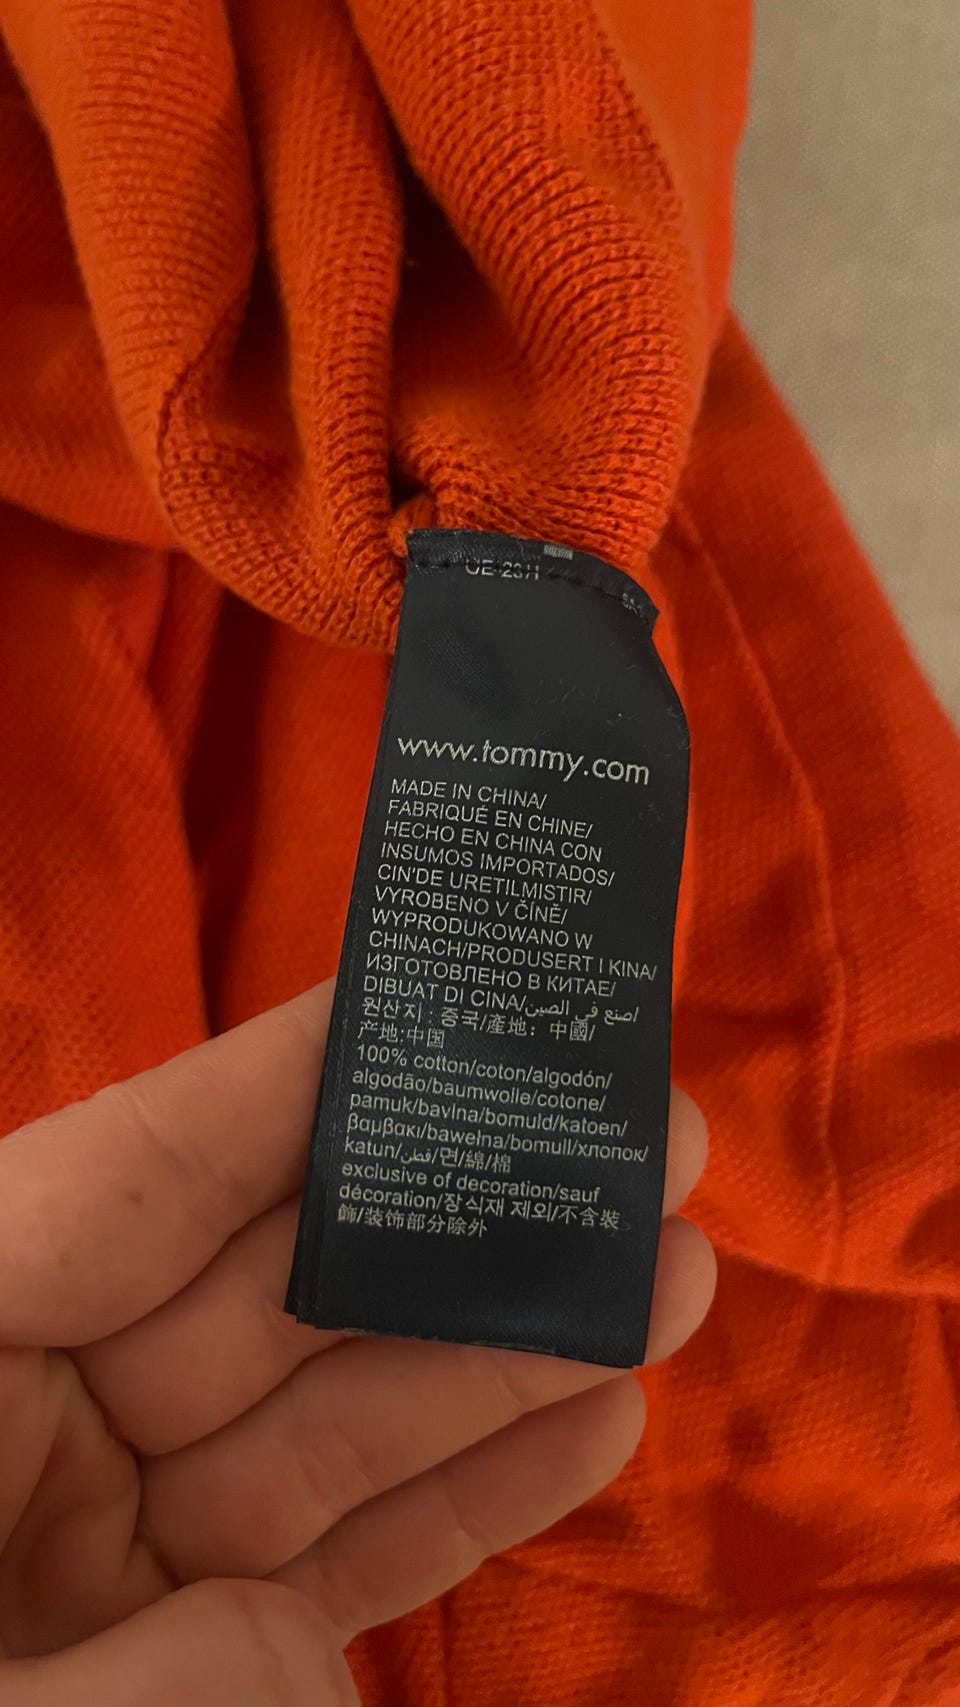 www.tommy.com
MADE IN CHINA/
FABRIQUÉ EN CHINE/
HECHO EN CHINA CON
INSUMOS IMPORTADOS/
CIN'DE URETILMISTIR/
VYROBENO V ČÍNĚ/
WYPRODUKOWANO W
CHINACH/PRODUSERT I KINA/
ИЗГОТОВЛЕНО В КИТАЕ/
DIBUAT DI CINA/صنع في الصين/
원산지 : 중국/產地: 中國/
产地:中国
100% cotton/coton/algodón/
algodão/baumwolle/cotone/
pamuk/bavlna/bomuld/katoen/
βαμβακι/bawełna/bomull/хлопок/
katun/قطن/면/綿/棉
exclusive of decoration/sauf
décoration/장식재 제외/不含裝
飾/装饰部分除外